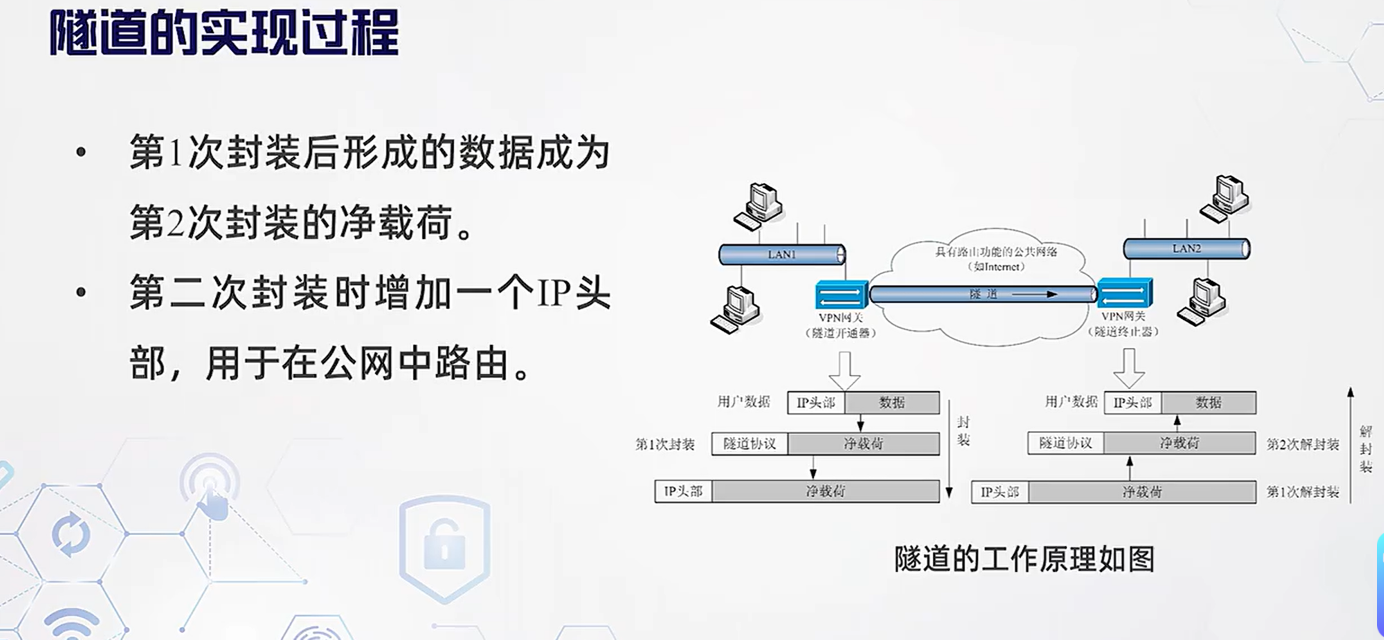 隧道的实现过程
• 第1次封装后形成的数据成为
第2次封装的净载荷。
• 第二次封装时增加一个IP头
部，用于在公网中路由。
LAN1
具有路由功能的公共网络
（如Internet）
LAN2
隧 道
VPN网关
（隧道开通器）
VPN网关
（隧道终止器）
用户数据 IP头部 数据
第1次封装 隧道协议 净载荷
IP头部 净载荷
封装
用户数据 IP头部 数据
隧道协议 净载荷 第2次解封装
IP头部 净载荷 第1次解封装
解封装
隧道的工作原理如图